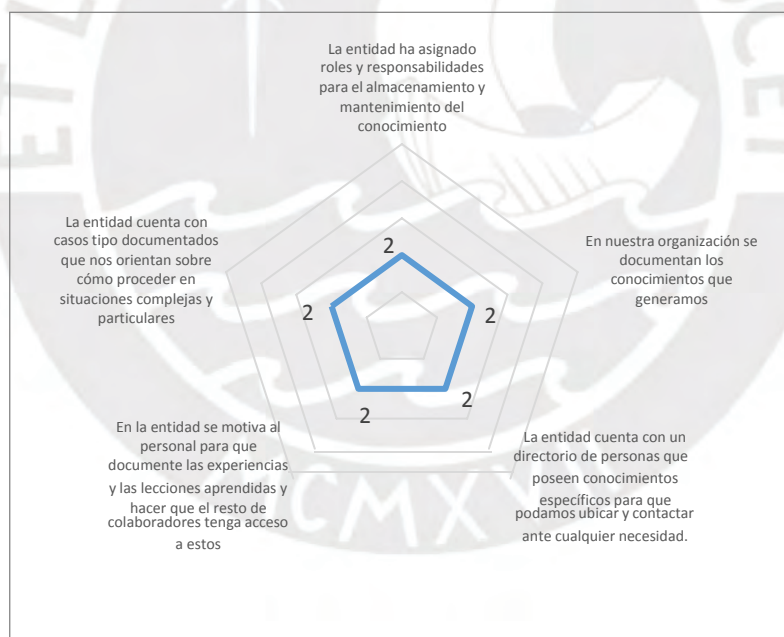 La entidad ha asignado
roles y responsabilidades
para el almacenamiento y
mantenimiento del
conocimiento
La entidad cuenta con
casos tipo documentados
que nos orientan sobre
cómo proceder en
situaciones complejas y
particulares
En nuestra organización se
documentan los
conocimientos que
generamos
2
2
2
2
2
En la entidad se motiva al
personal para que
documente las experiencias
y las lecciones aprendidas y
hacer que el resto de
colaboradores tenga acceso
a estos
La entidad cuenta con un
directorio de personas que
poseen conocimientos
específicos para que
podamos ubicar y contactar
ante cualquier necesidad.